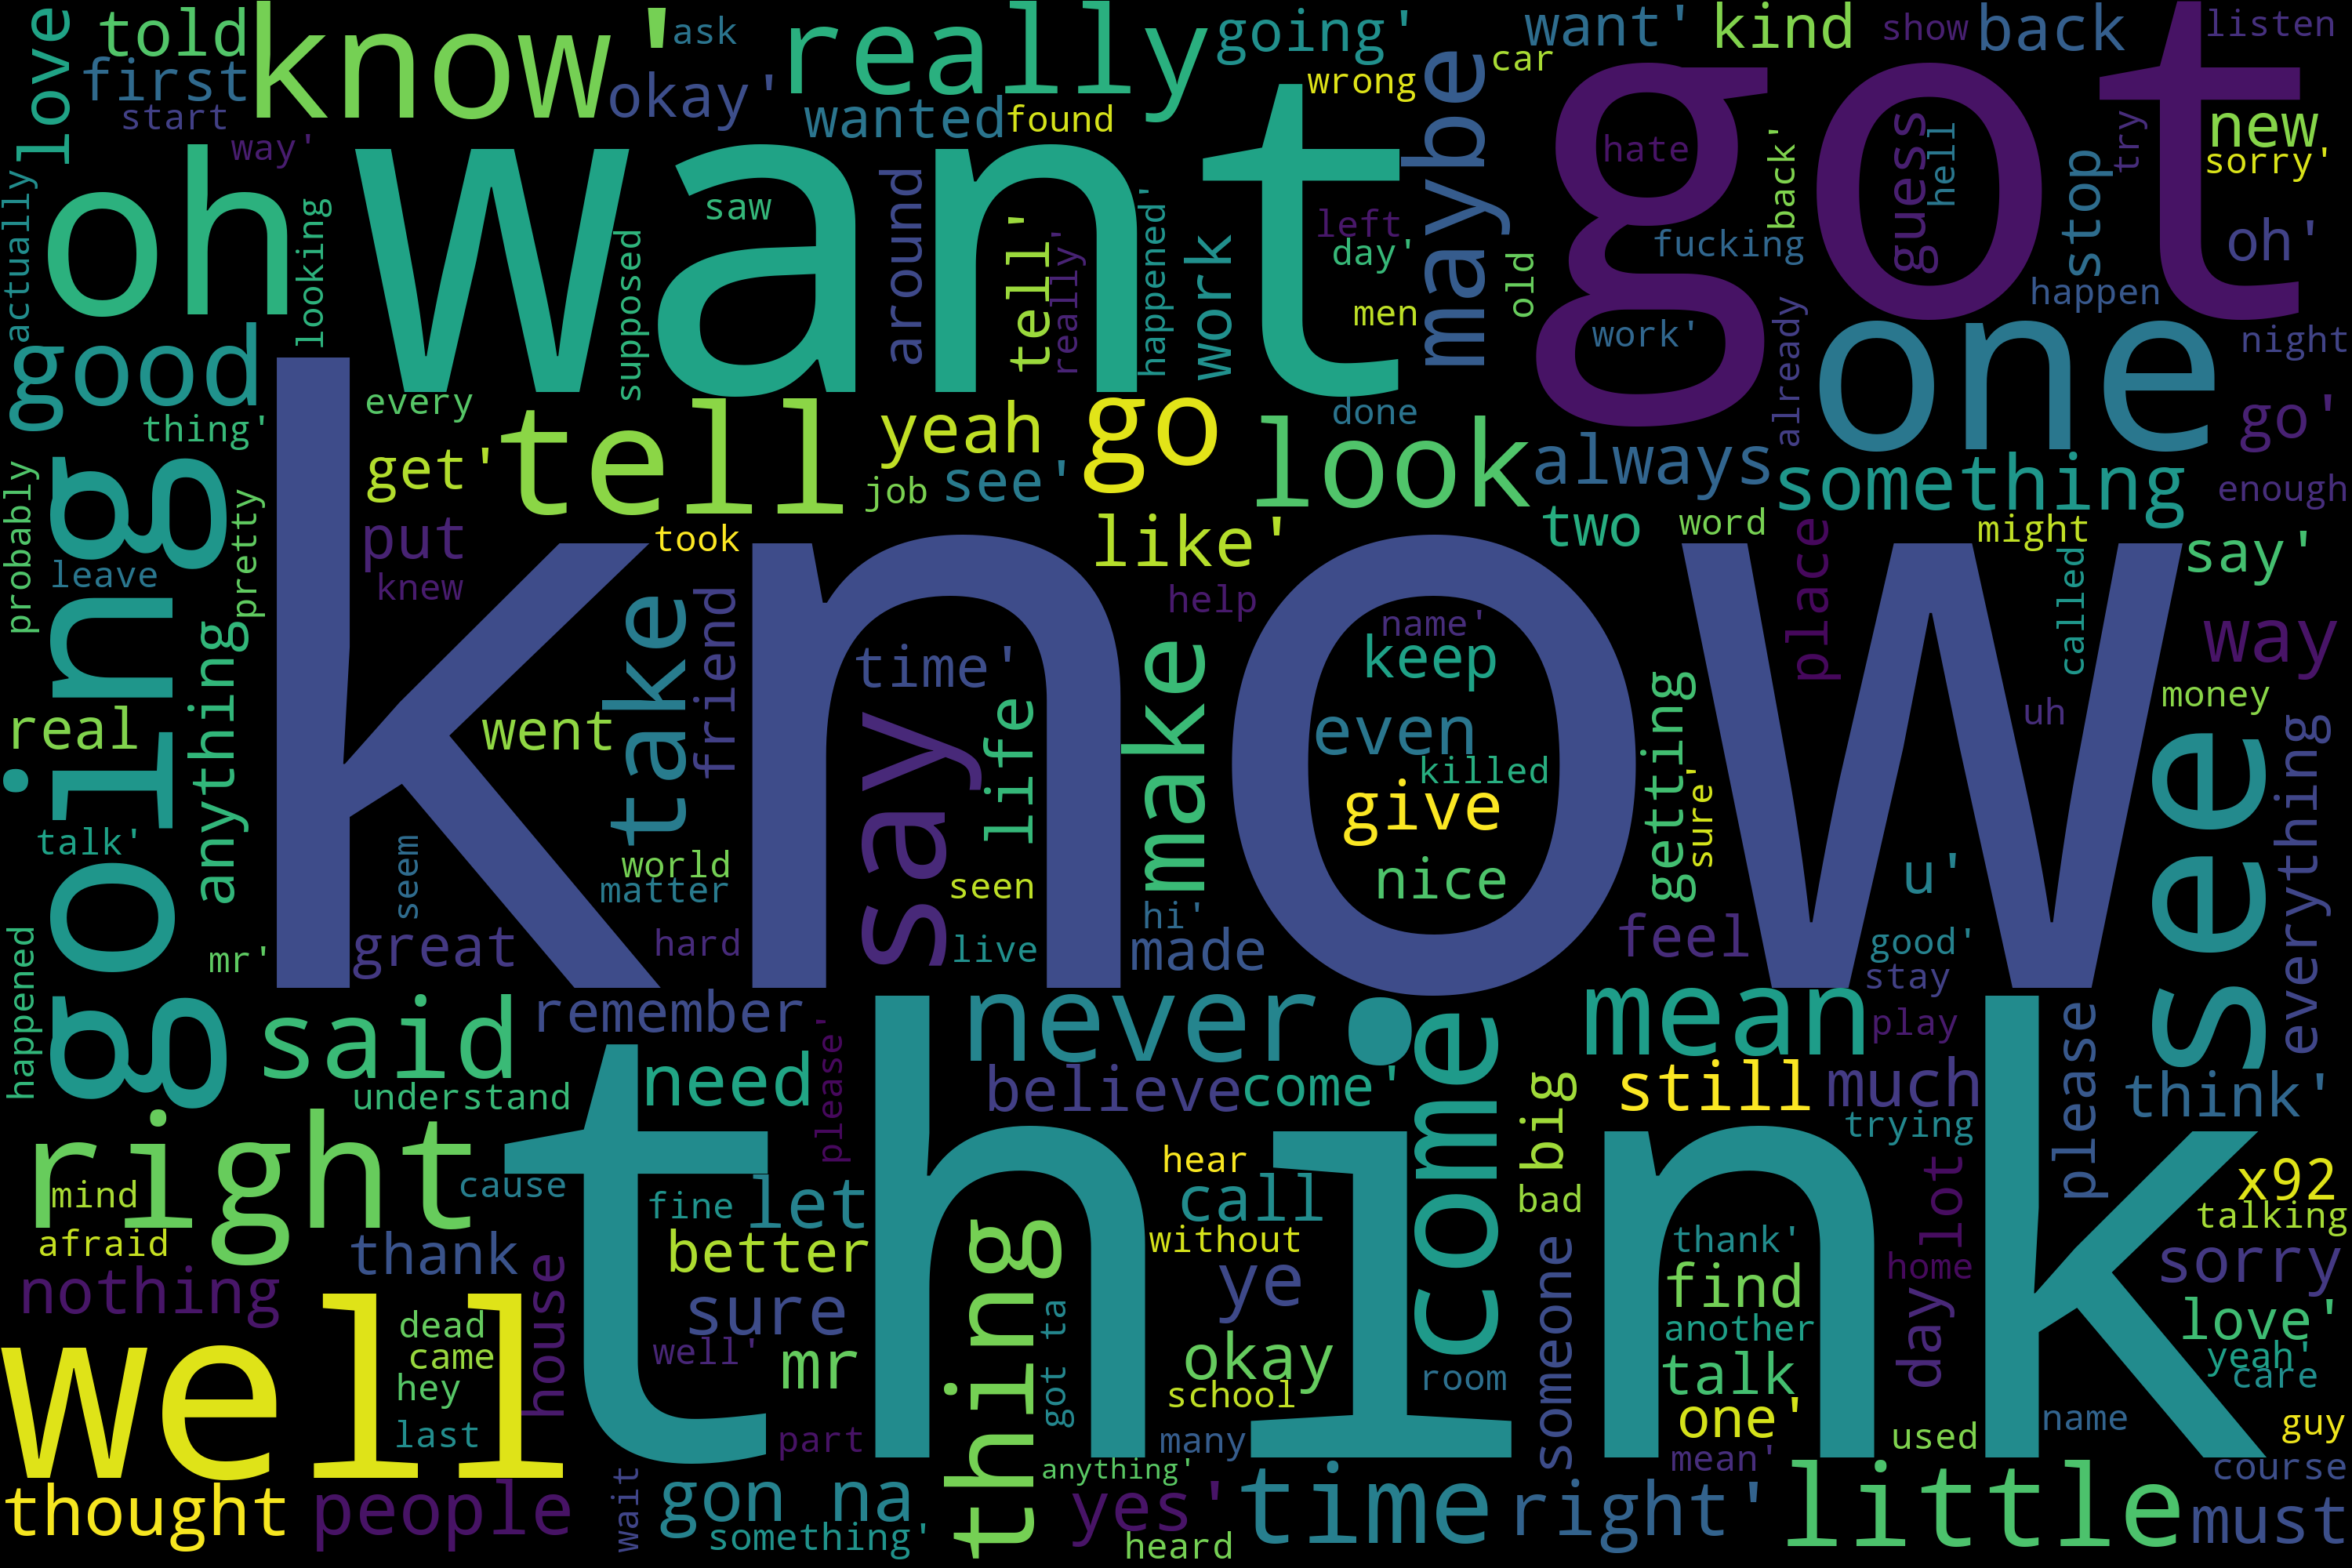 told
know'
ask
really
going'
want'
kind
show
back
listen
love
first
okay'
wanted
found
wrong
car
maybe
got
new
start
way'
want
hate
guess
hell
back'
stop
try
sorry'
oh
actually
looking
saw
supposed
around
tell'
really'
happened'
work
left
day'
men
old
fucking
work'
already
happen
oh'
night
good
thing'
every
get'
tell
yeah
go
look
done
one
always
something
go'
enough
job
see'
like'
two
word
might
say'
going
probably
pretty
leave
put
knew
took
know
help
name'
keep
place
called
way
anything
real
went
take
friend
time'
say
life
make
even
killed
give
nice
getting
sure'
uh
money
see
everything
talk'
seem
world
matter
seen
hi'
u'
happened
mr'
great
hard
live
made
feel
good'
stay
said
remember
never
come
mean
play
please
understand
please'
need
believe
come'
big
still
much
trying
think'
right
cause
think
hear
call
bad
lot
x92
talking
mind
afraid
fine
let
thing
without
thank
better
ye
someone
thank'
find
home
day
sorry
nothing
house
sure
got ta
another
love'
well
dead
came
hey
last
well'
mr
okay
school
room
talk
one'
yeah'
care
part
many
mean'
used
name
guy
thought
people
wait
gon na
something'
anything'
yes'
heard
time
right'
little
course
must